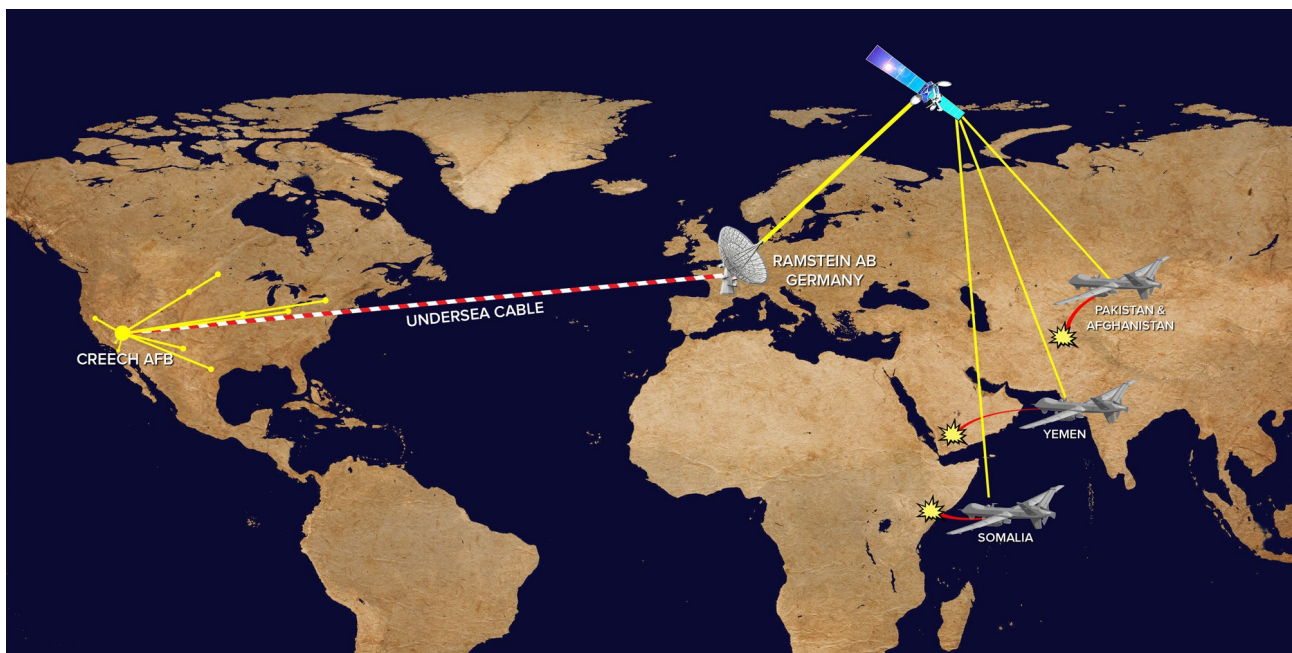 RAMSTEIN AB
GERMANY
UNDERSEA CABLE
CREECH AFB
PAKISTAN &
AFGHANISTAN
YEMEN
SOMALIA